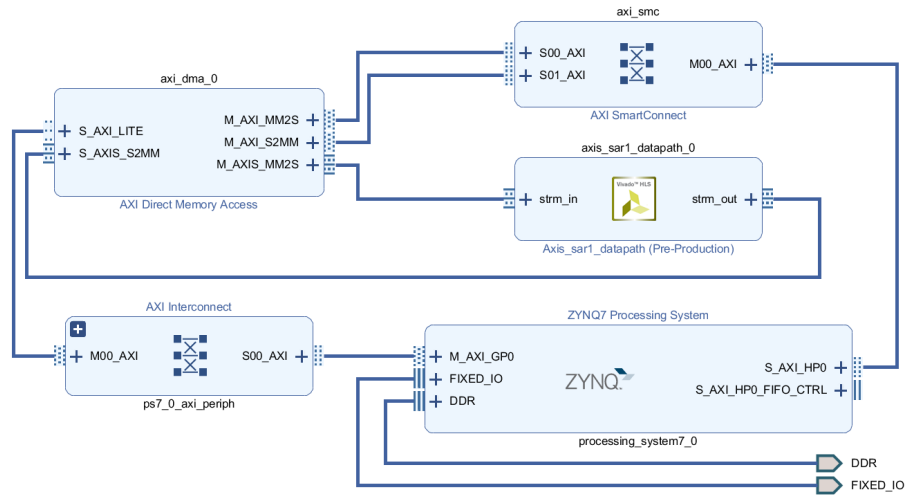 axi_smc
S00_AXI
S01_AXI
M00_AXI
AXI SmartConnect
axi_dma_0
S_AXI_LITE
S_AXIS_S2MM
M_AXI_MM2S
M_AXI_S2MM
M_AXIS_MM2S
AXI Direct Memory Access
axis_sar1_datapath_0
strm_in
Vivado™ HLS
strm_out
Axis_sar1_datapath (Pre-Production)
AXI Interconnect
M00_AXI
S00_AXI
ps7_0_axi_periph
ZYNQ7 Processing System
M_AXI_GP0
FIXED_IO
DDR
ZYNQ.
S_AXI_HP0
S_AXI_HP0_FIFO_CTRL
processing_system7_0
DDR
FIXED_IO